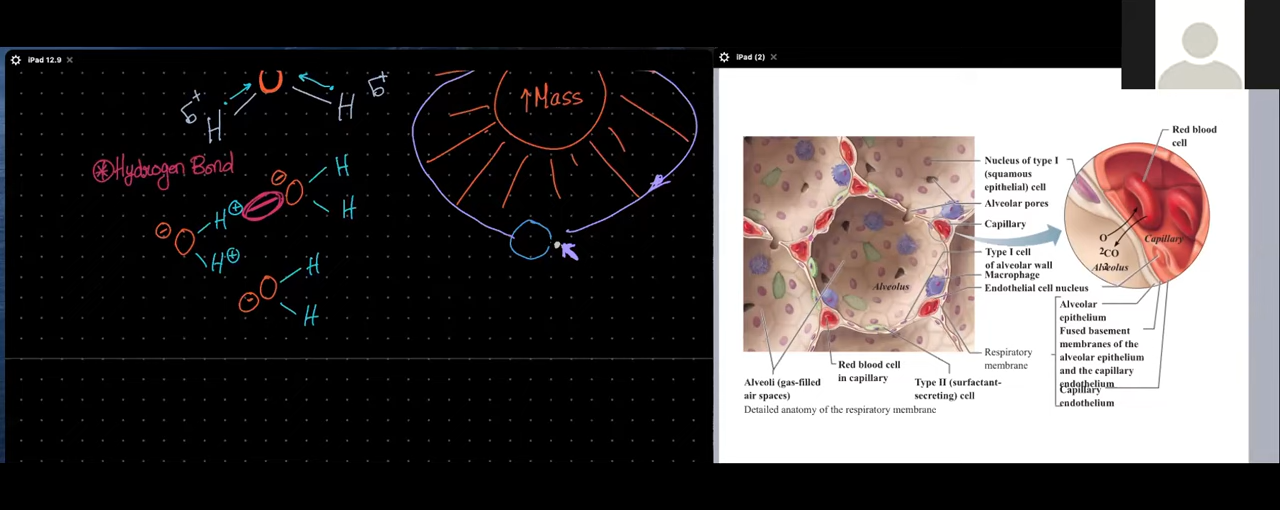 iPad 12.9
O
δ+
H
H
δ+
↑Mass
⊛Hydrogen Bond
⊖
O
H
H
⊖
O
H
⊕
H
⊕
⊖
O
H
H
iPad (2)
Red blood
cell
Nucleus of type I
(squamous
epithelial) cell
Alveolar pores
Capillary
Type I cell
of alveolar wall
Macrophage
Endothelial cell nucleus
Alveolus
O
2
CO
2
Capillary
Alveolus
Alveolar
epithelium
Fused basement
membranes of the
alveolar epithelium
and the capillary
endothelium
Capillary
endothelium
Respiratory
membrane
Red blood cell
in capillary
Alveoli (gas-filled
air spaces)
Type II (surfactant-
secreting) cell
Detailed anatomy of the respiratory membrane